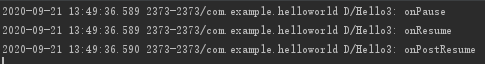 2020-09-21 13:49:36.589 2373-2373/com.example.helloworld D/Hello3: onPause
2020-09-21 13:49:36.589 2373-2373/com.example.helloworld D/Hello3: onResume
2020-09-21 13:49:36.590 2373-2373/com.example.helloworld D/Hello3: onPostResume